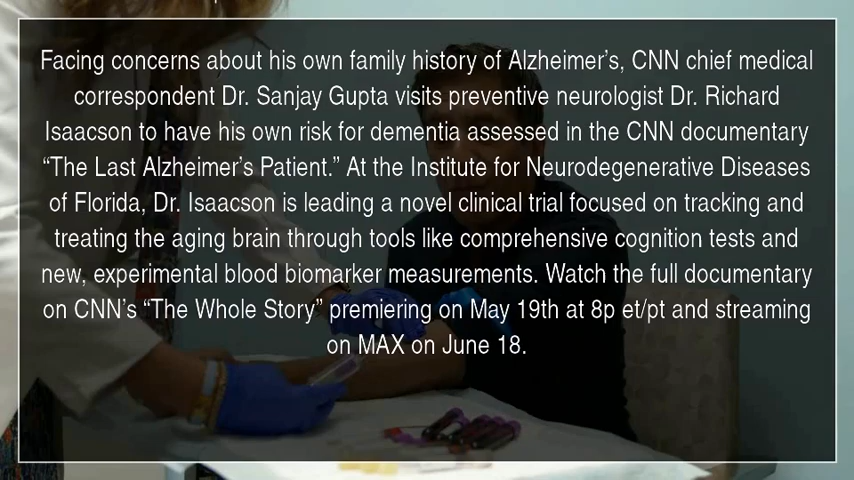 Facing concerns about his own family history of Alzheimer’s, CNN chief medical
correspondent Dr. Sanjay Gupta visits preventive neurologist Dr. Richard
Isaacson to have his own risk for dementia assessed in the CNN documentary
“The Last Alzheimer’s Patient.” At the Institute for Neurodegenerative Diseases
of Florida, Dr. Isaacson is leading a novel clinical trial focused on tracking and
treating the aging brain through tools like comprehensive cognition tests and
new, experimental blood biomarker measurements. Watch the full documentary
on CNN’s “The Whole Story” premiering on May 19th at 8p et/pt and streaming
on MAX on June 18.